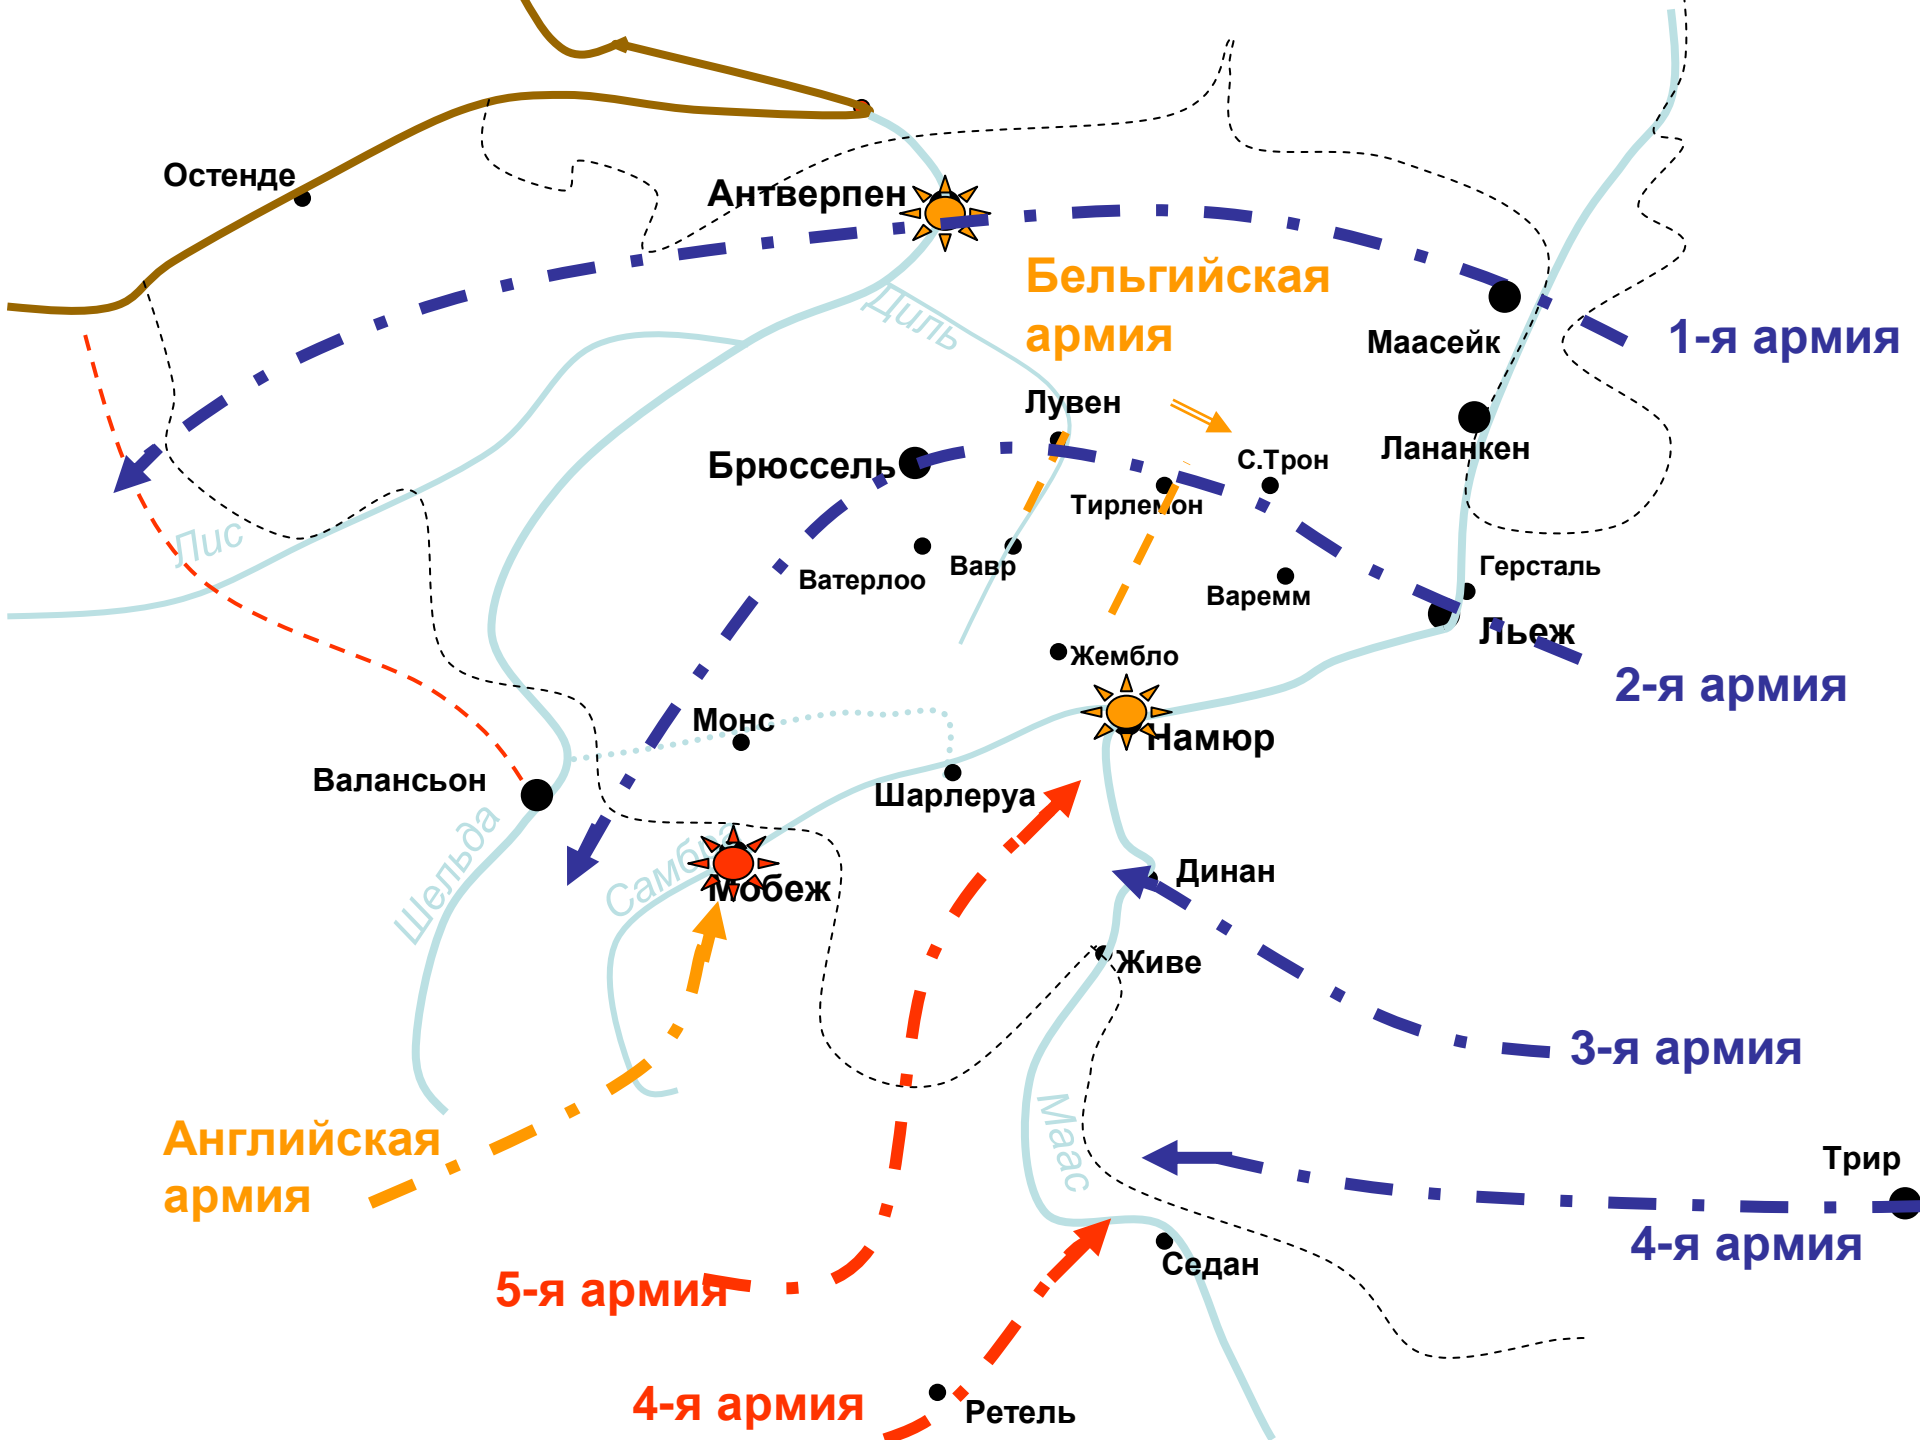 Остенде
Антверпен
Бельгийская
армия
Диль
Маасейк
1-я армия
Лувен
Брюссель
С.Трон
Лананкен
Тирлемон
Лис
Ватерлоо
Вавр
Варемм
Герсталь
Льеж
Жембло
2-я армия
Монс
Намюр
Валансьон
Шарлеруа
Шельда
Самбра
Мобеж
Динан
Живе
3-я армия
Маас
Английская
армия
Трир
4-я армия
Седан
5-я армия
4-я армия
Ретель